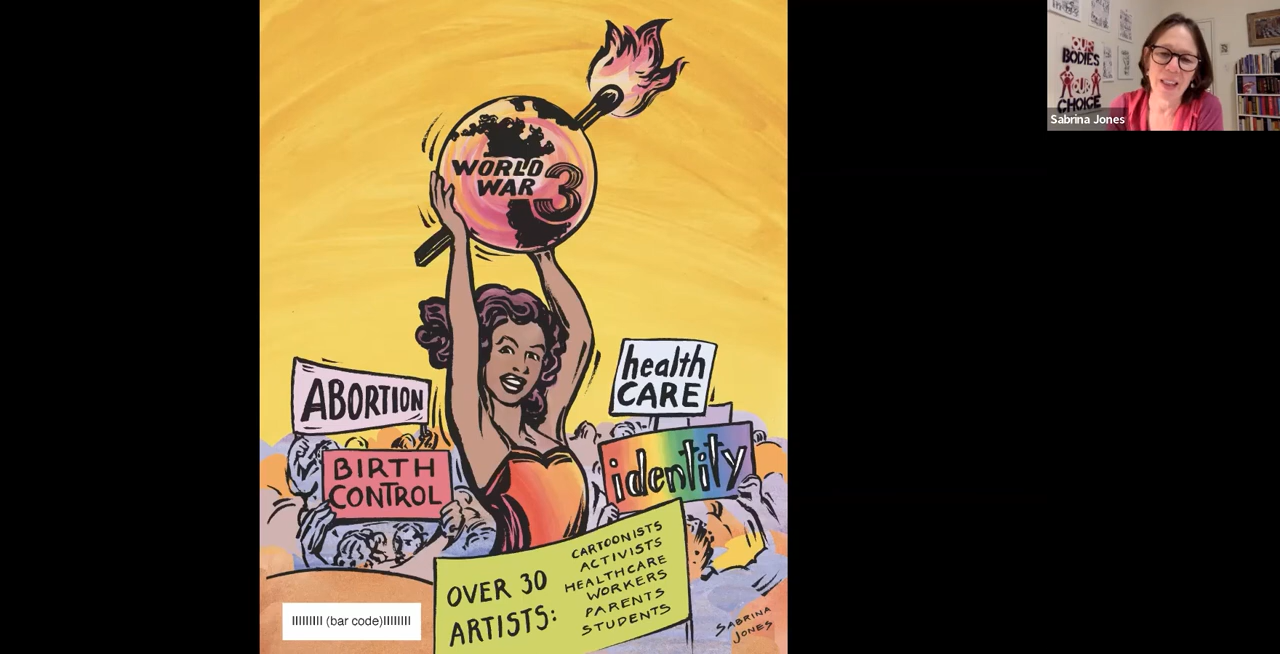 WORLD
WAR 3
ABORTION
BIRTH
CONTROL
health
CARE
identity
OVER 30
ARTISTS:
CARTOONISTS
ACTIVISTS
HEALTHCARE
WORKERS
PARENTS
STUDENTS
IIIIIIIII (bar code)IIIIIIII
SABRINA
JONES
OUR
BODIES
OUR
CHOICE
Sabrina Jones